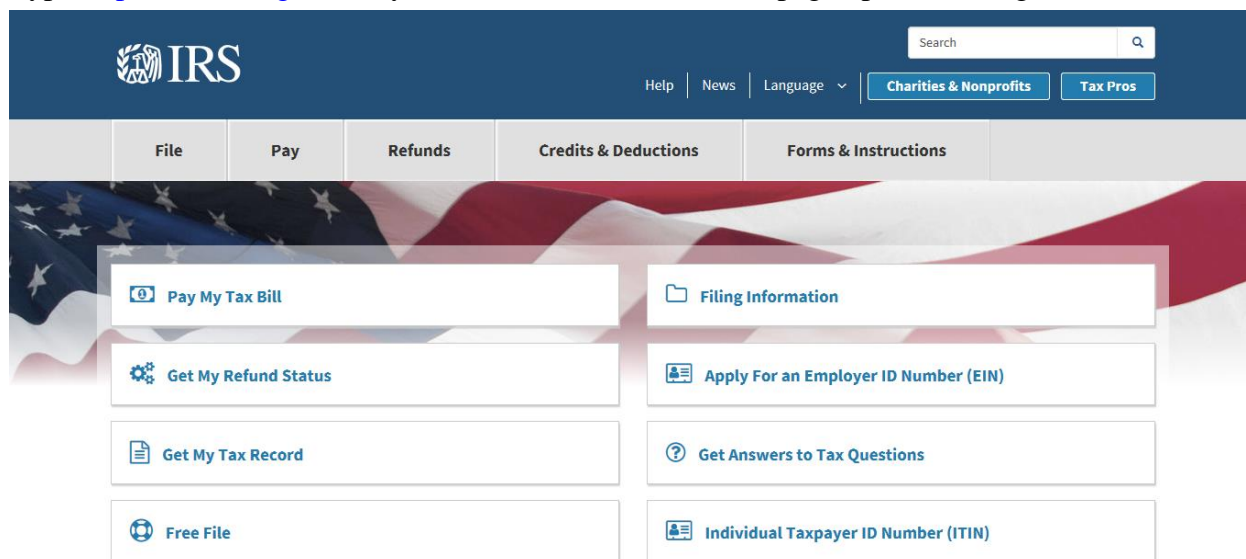 IRS
Search
Help News Language Charities & Nonprofits Tax Pros
File Pay Refunds Credits & Deductions Forms & Instructions
Pay My Tax Bill
Filing Information
Get My Refund Status
Apply For an Employer ID Number (EIN)
Get My Tax Record
Get Answers to Tax Questions
Free File
Individual Taxpayer ID Number (ITIN)